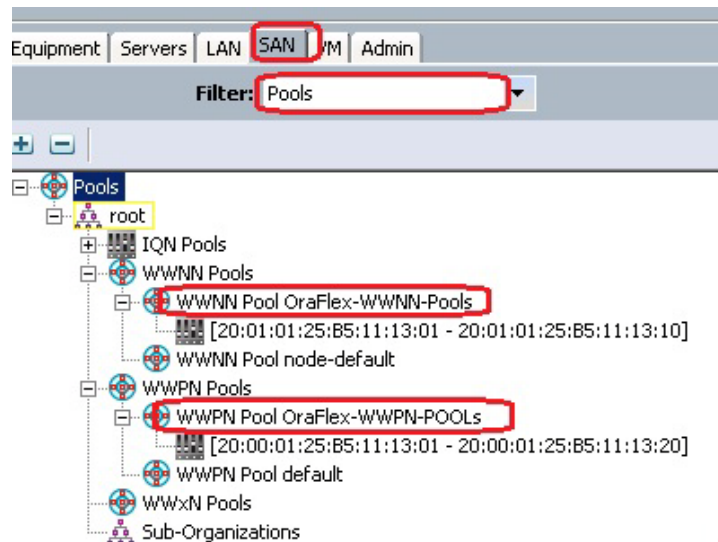 Equipment Servers LAN SAN VM Admin
Filter: Pools
Pools
root
IQN Pools
WWNN Pools
WWNN Pool OraFlex-WWNN-Pools
[20:01:01:25:B5:11:13:01 - 20:01:01:25:B5:11:13:10]
WWNN Pool node-default
WWPN Pools
WWPN Pool OraFlex-WWPN-POOLs
[20:00:01:25:B5:11:13:01 - 20:00:01:25:B5:11:13:20]
WWPN Pool default
WWxN Pools
Sub-Organizations